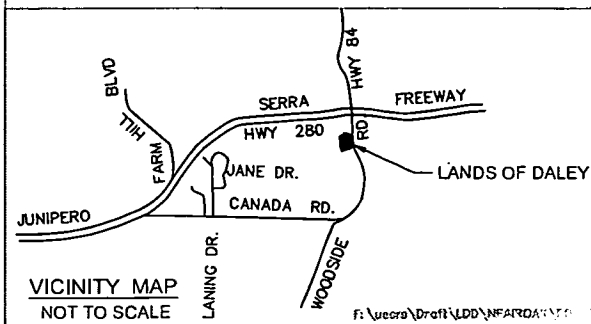 BLVD
HILL
FARM
HWY 84
SERRA
FREEWAY
HWY 280
RD
JANE DR.
LANDS OF DALEY
CANADA RD.
JUNIPERO
LANING DR.
WOODSIDE
VICINITY MAP
NOT TO SCALE